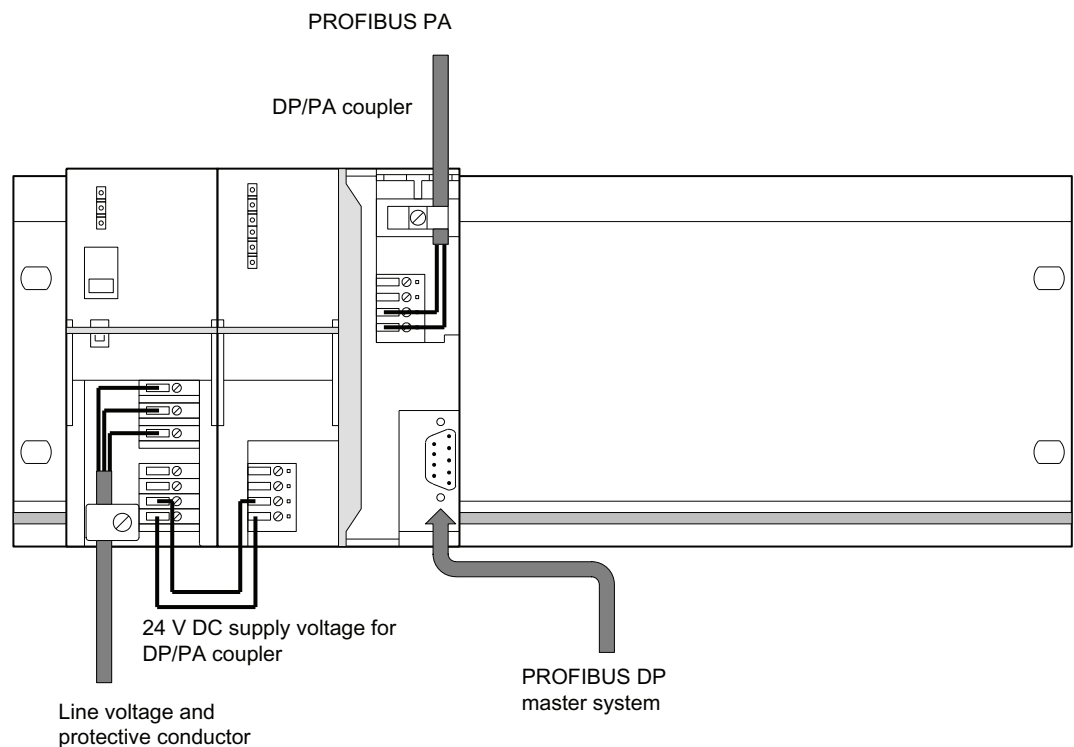 PROFIBUS PA
DP/PA coupler
24 V DC supply voltage for
DP/PA coupler
PROFIBUS DP
master system
Line voltage and
protective conductor